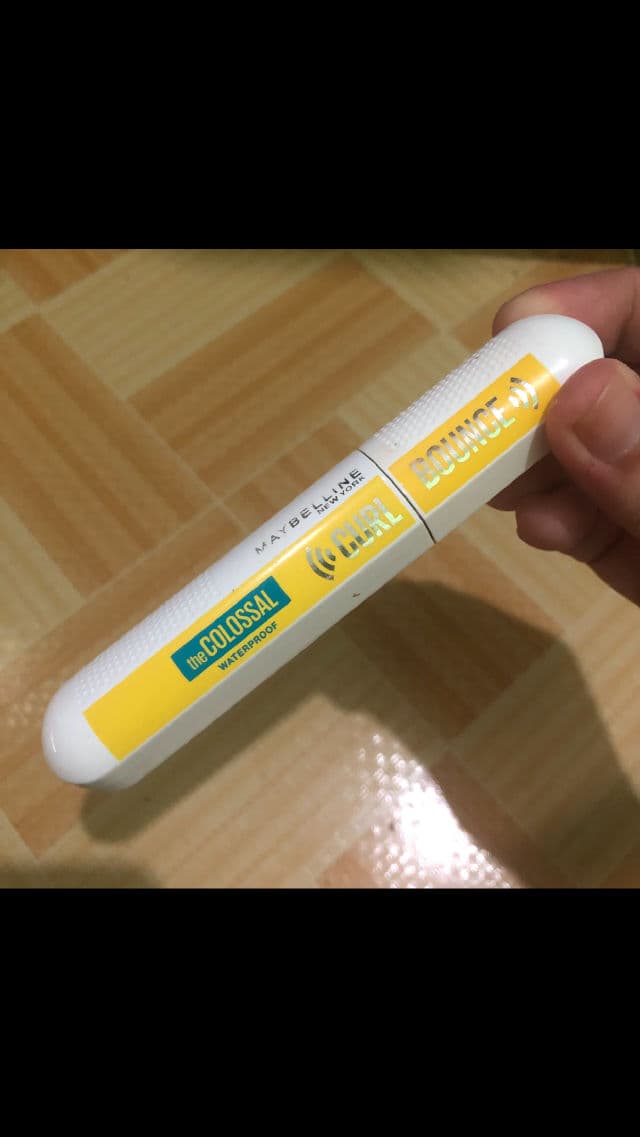 MAYBELLINE
NEW YORK
CURL BOUNCE
the COLOSSAL
WATERPROOF